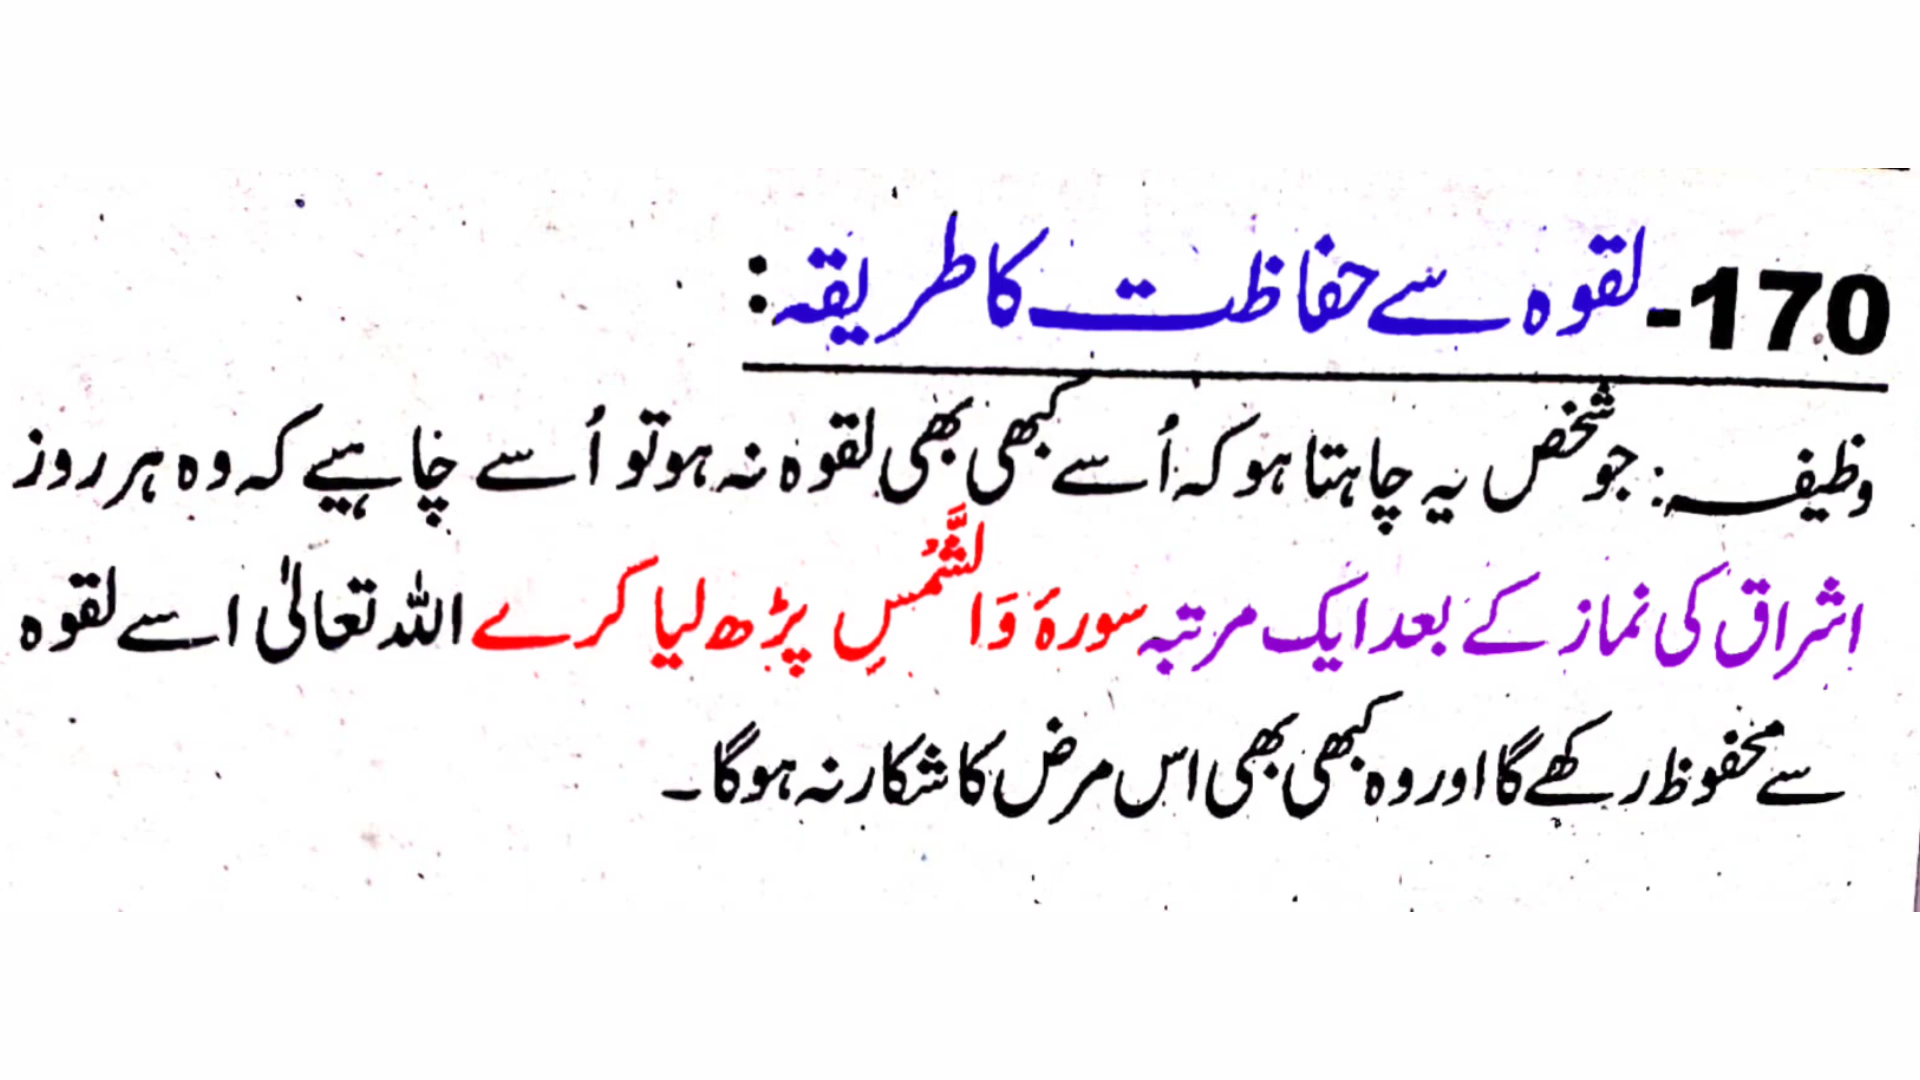 170- لقوہ سے حفاظت کا طریقہ:
وظیفہ: جو شخص یہ چاہتا ہو کہ اُسے کبھی بھی لقوہ نہ ہو تو اُسے چاہیے کہ وہ ہر روز
اشراق کی نماز کے بعد ایک مرتبہ سورۂ وَالشَّمْسِ پڑھ لیا کرے اللہ تعالیٰ اسے لقوہ
سے محفوظ رکھے گا اور وہ کبھی بھی اس مرض کا شکار نہ ہوگا۔